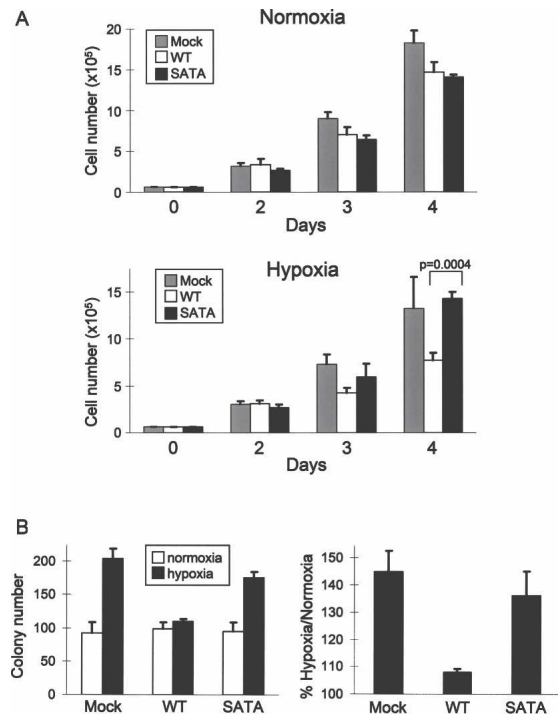 A
Normoxia
20
15
10
5
0
Cell number (x10⁵)
Mock
WT
SATA
0 2 3 4
Days
Hypoxia
p=0.0004
15
10
5
0
Cell number (x10⁵)
Mock
WT
SATA
0 2 3 4
Days
B
200
150
100
50
0
Colony number
normoxia
hypoxia
Mock WT SATA
150
140
130
120
110
100
% Hypoxia/Normoxia
Mock WT SATA